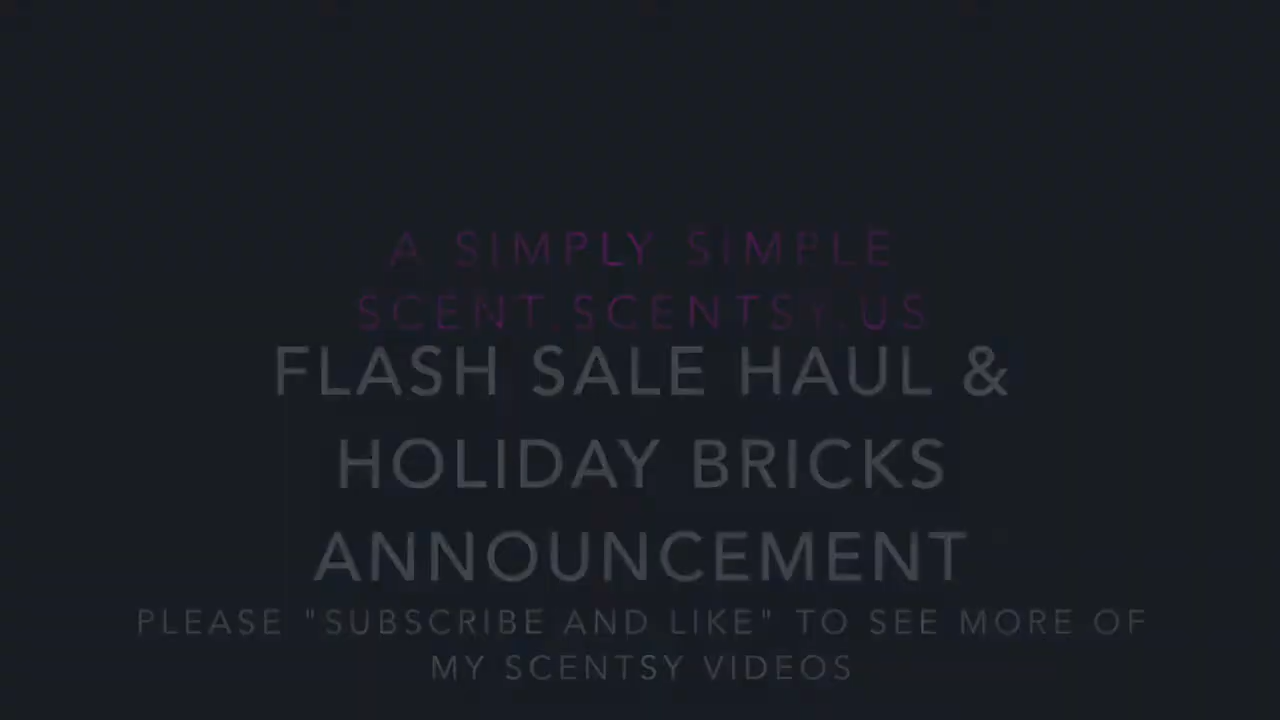 A SIMPLY SIMPLE
SCENT.SCENTSY.US
FLASH SALE HAUL &
HOLIDAY BRICKS
ANNOUNCEMENT
PLEASE "SUBSCRIBE AND LIKE" TO SEE MORE OF
MY SCENTSY VIDEOS